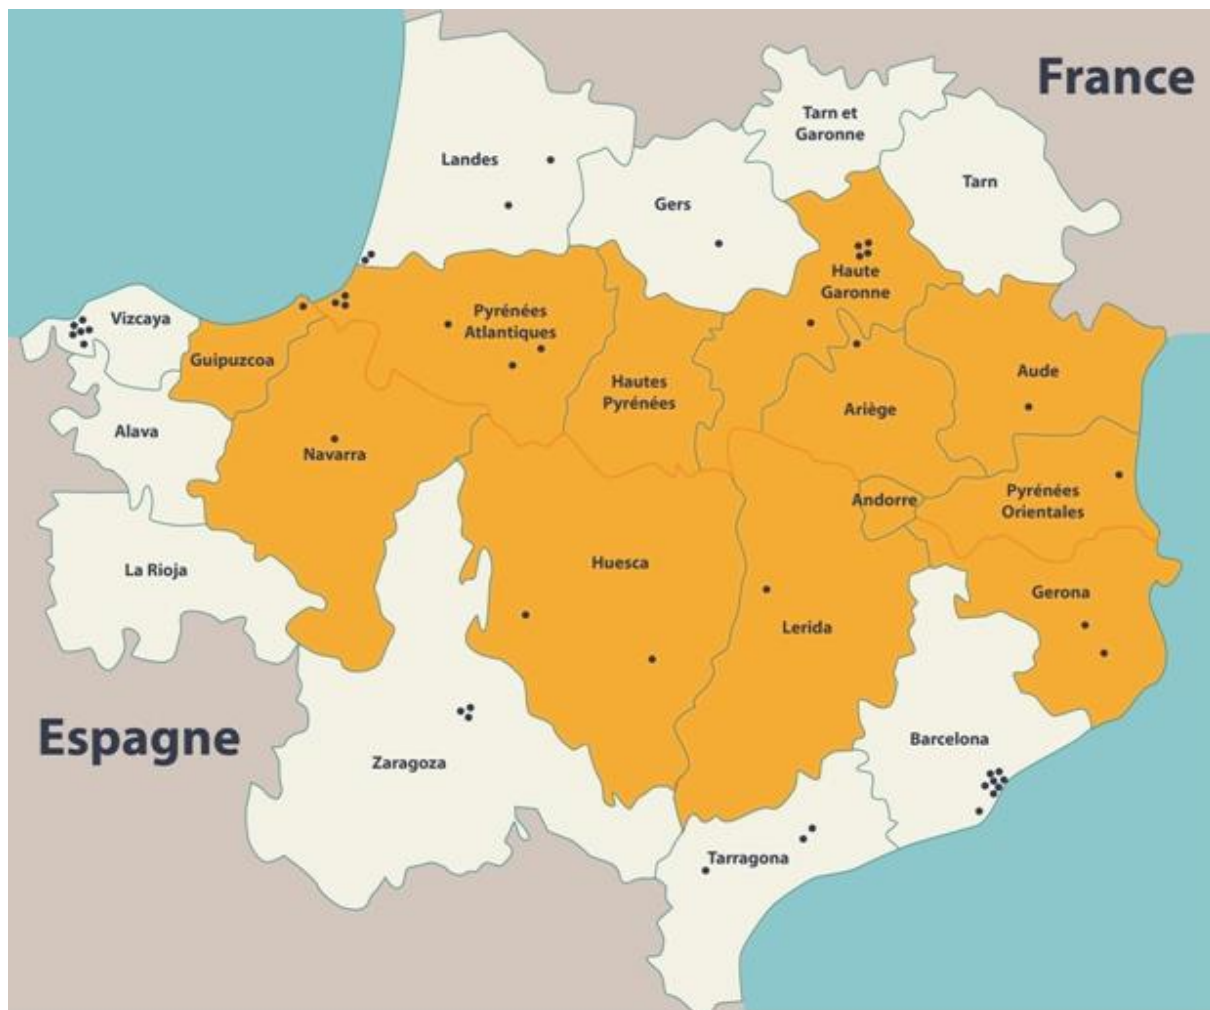 France
Tarn et
Garonne
Landes
Tarn
Gers
Haute
Garonne
Vizcaya
Pyrénées
Atlantiques
Guipuzcoa
Hautes
Pyrénées
Aude
Ariège
Alava
Navarra
Andorre
Pyrénées
Orientales
La Rioja
Huesca
Gerona
Lerida
Espagne
Barcelona
Zaragoza
Tarragona